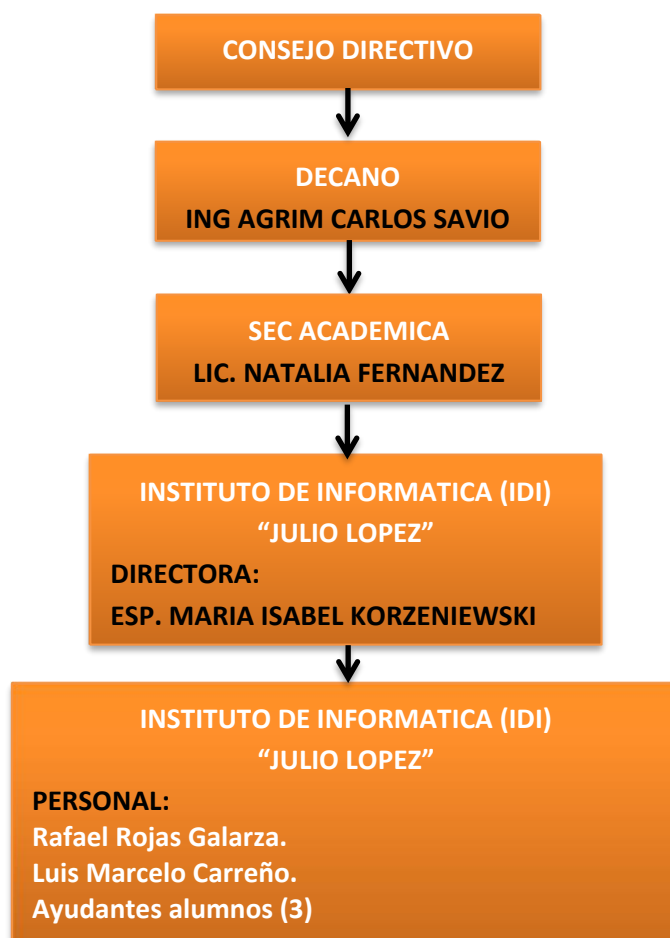 CONSEJO DIRECTIVO
DECANO
ING AGRIM CARLOS SAVIO
SEC ACADEMICA
LIC. NATALIA FERNANDEZ
INSTITUTO DE INFORMATICA (IDI)
“JULIO LOPEZ”
DIRECTORA:
ESP. MARIA ISABEL KORZENIEWSKI
INSTITUTO DE INFORMATICA (IDI)
“JULIO LOPEZ”
PERSONAL:
Rafael Rojas Galarza.
Luis Marcelo Carreño.
Ayudantes alumnos (3)